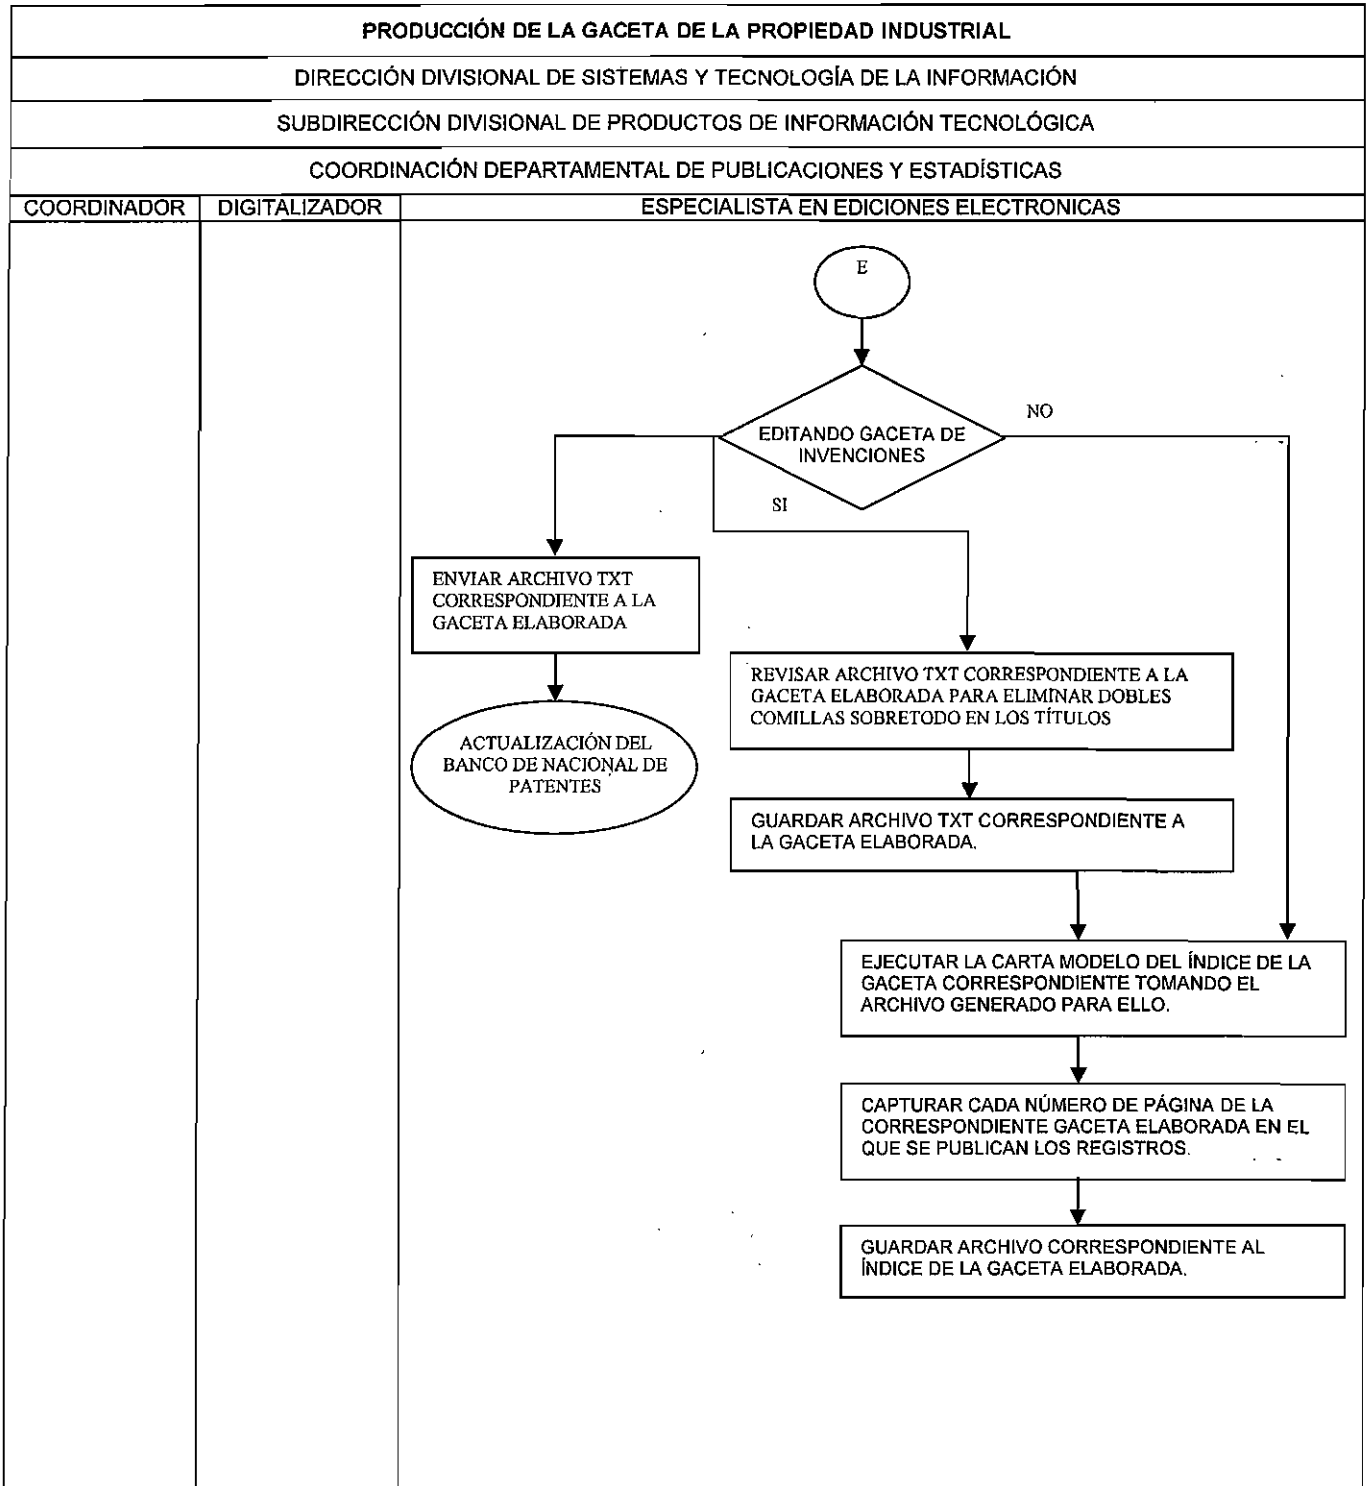 PRODUCCIÓN DE LA GACETA DE LA PROPIEDAD INDUSTRIAL
DIRECCIÓN DIVISIONAL DE SISTEMAS Y TECNOLOGÍA DE LA INFORMACIÓN
SUBDIRECCIÓN DIVISIONAL DE PRODUCTOS DE INFORMACIÓN TECNOLÓGICA
COORDINACIÓN DEPARTAMENTAL DE PUBLICACIONES Y ESTADÍSTICAS
COORDINADOR
DIGITALIZADOR
ESPECIALISTA EN EDICIONES ELECTRONICAS
E
EDITANDO GACETA DE
INVENCIONES
NO
SI
ENVIAR ARCHIVO TXT
CORRESPONDIENTE A LA
GACETA ELABORADA
ACTUALIZACIÓN DEL
BANCO DE NACIONAL DE
PATENTES
REVISAR ARCHIVO TXT CORRESPONDIENTE A LA
GACETA ELABORADA PARA ELIMINAR DOBLES
COMILLAS SOBRETODO EN LOS TÍTULOS
GUARDAR ARCHIVO TXT CORRESPONDIENTE A
LA GACETA ELABORADA.
EJECUTAR LA CARTA MODELO DEL ÍNDICE DE LA
GACETA CORRESPONDIENTE TOMANDO EL
ARCHIVO GENERADO PARA ELLO.
CAPTURAR CADA NÚMERO DE PÁGINA DE LA
CORRESPONDIENTE GACETA ELABORADA EN EL
QUE SE PUBLICAN LOS REGISTROS.
GUARDAR ARCHIVO CORRESPONDIENTE AL
ÍNDICE DE LA GACETA ELABORADA.